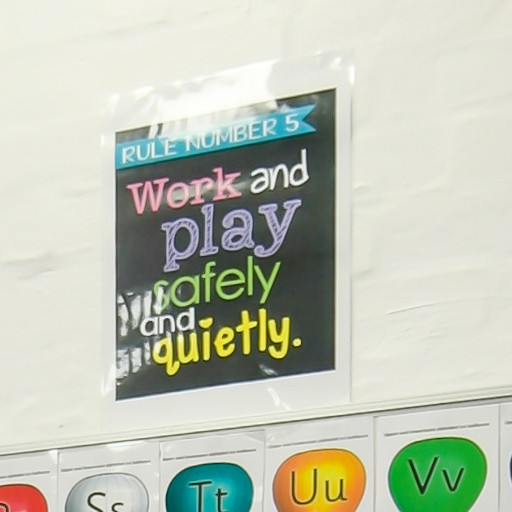 RULE NUMBER 5
Work and
play
safely
and
quietly.
Ss Tt Uu Vv